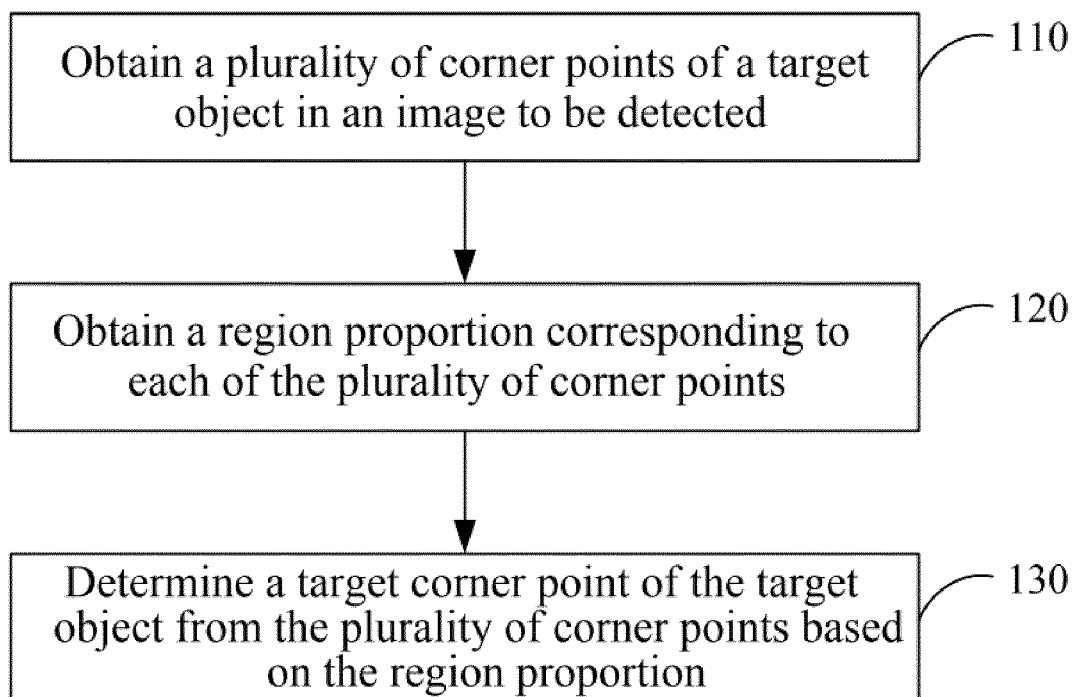 Obtain a plurality of corner points of a target
object in an image to be detected
110
Obtain a region proportion corresponding to
each of the plurality of corner points
120
Determine a target corner point of the target
object from the plurality of corner points based
on the region proportion
130